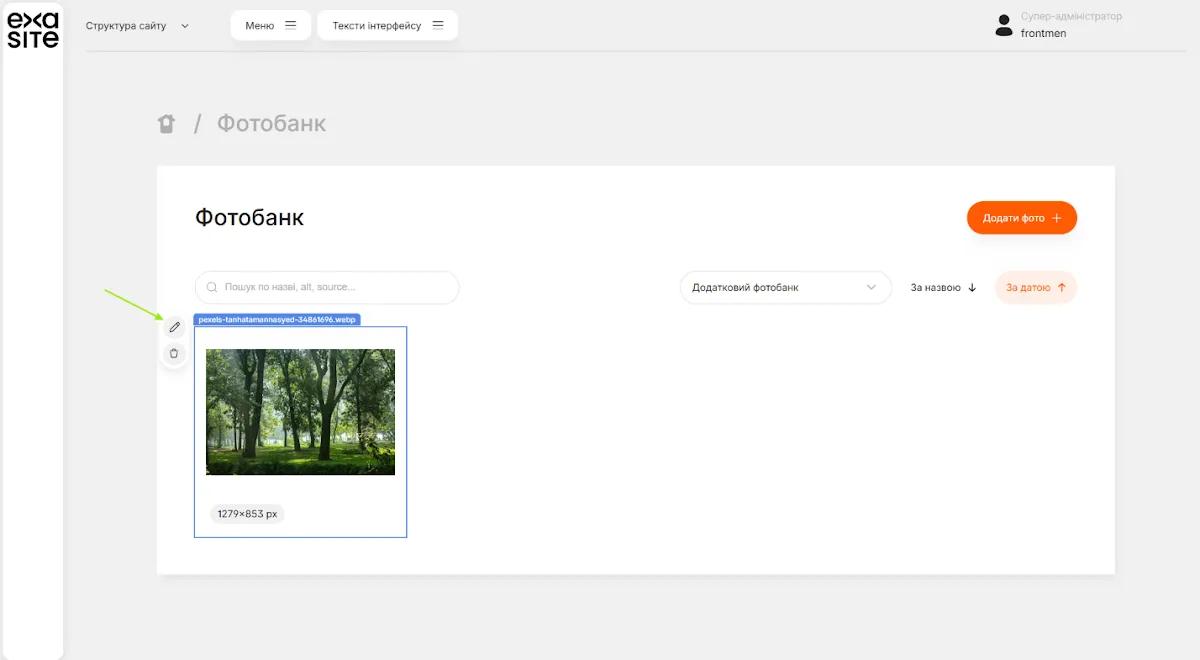 exa
site
Структура сайту
Меню
Тексти інтерфейсу
Супер-адміністратор
frontmen
/ Фотобанк
Фотобанк
Додати фото
Пошук по назві, alt, source...
Додатковий фотобанк
За назвою
За датою
pexels-tanhatamannasyed-34861696.webp
1279×853 px